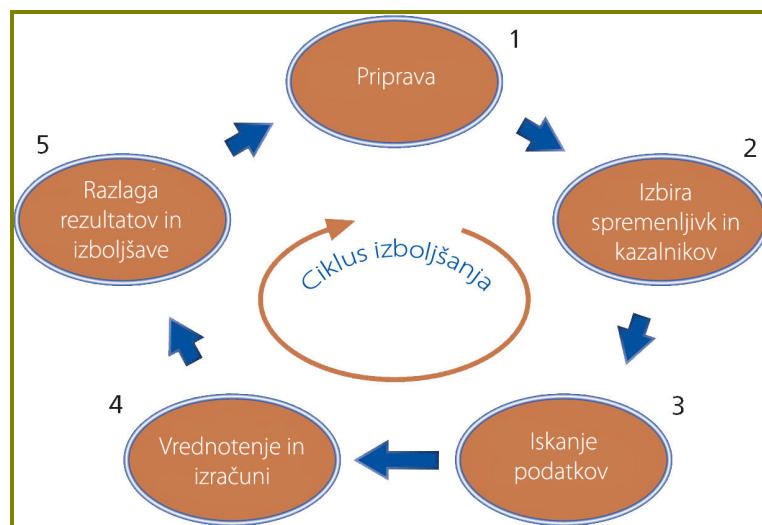 1
Priprava
2
Izbira
spremenljivk in
kazalnikov
3
Iskanje
podatkov
4
Vrednotenje in
izračuni
5
Razlaga
rezultatov in
izboljšave
Ciklus izboljšanja